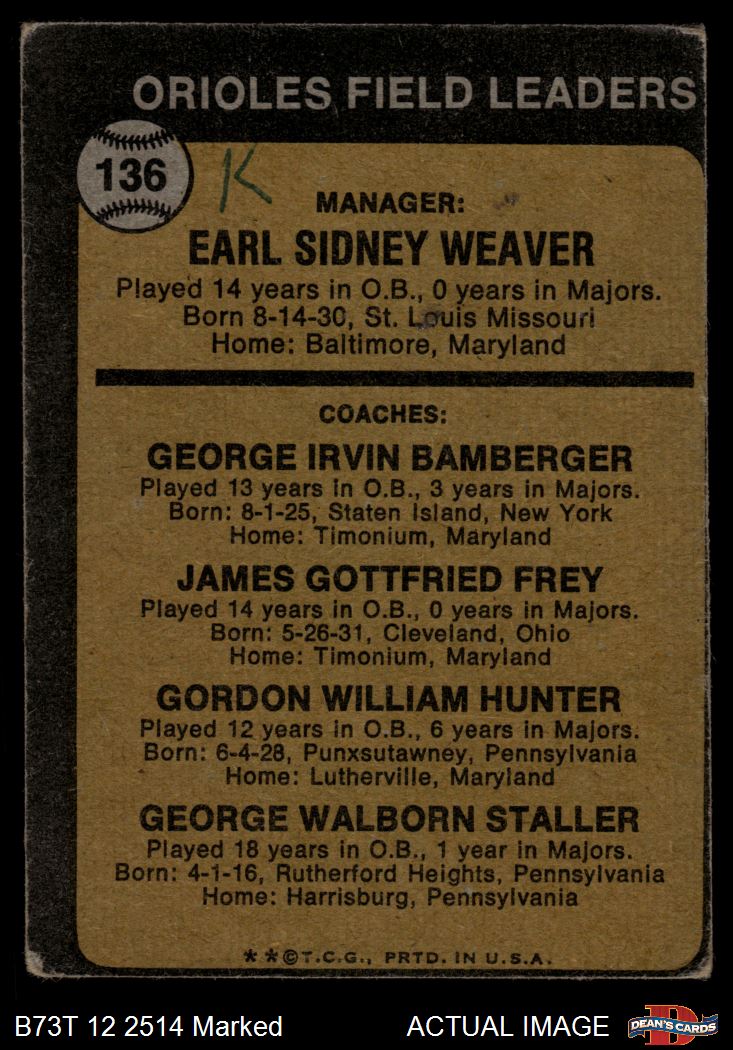 ORIOLES FIELD LEADERS
136
K
MANAGER:
EARL SIDNEY WEAVER
Played 14 years in O.B., 0 years in Majors.
Born 8-14-30, St. Louis Missouri
Home: Baltimore, Maryland
COACHES:
GEORGE IRVIN BAMBERGER
Played 13 years in O.B., 3 years in Majors.
Born: 8-1-25, Staten Island, New York
Home: Timonium, Maryland
JAMES GOTTFRIED FREY
Played 14 years in O.B., 0 years in Majors.
Born: 5-26-31, Cleveland, Ohio
Home: Timonium, Maryland
GORDON WILLIAM HUNTER
Played 12 years in O.B., 6 years in Majors.
Born: 6-4-28, Punxsutawney, Pennsylvania
Home: Lutherville, Maryland
GEORGE WALBORN STALLER
Played 18 years in O.B., 1 year in Majors.
Born: 4-1-16, Rutherford Heights, Pennsylvania
Home: Harrisburg, Pennsylvania
* * © T.C.G., PRTD. IN U.S.A.
B73T 12 2514 Marked
ACTUAL IMAGE
D
DEAN'S CARDS